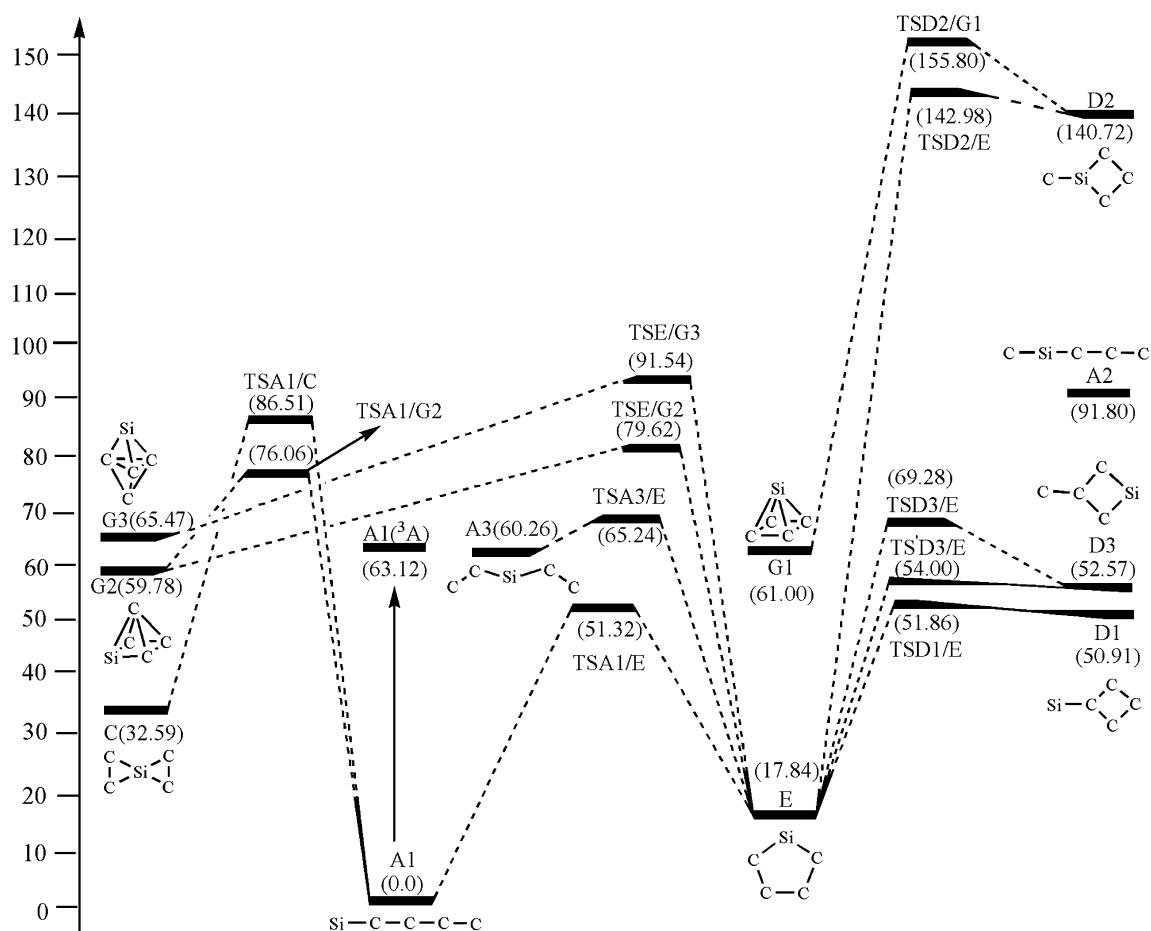 TSD2/G1
(155.80)
150
140
130
120
110
100
90
80
70
60
50
40
30
20
10
0
D2
(140.72)
C
C Si C
C
(142.98)
TSD2/E
TSE/G3
(91.54)
C Si C C C
A2
(91.80)
TSA1/C
(86.51)
TSA1/G2
(76.06)
TSE/G2
(79.62)
Si
C C C
C
G3(65.47)
G2(59.78)
C C C
Si C C
C(32.59)
C C
Si
C C
A1(³A)
(63.12)
TSA3/E
(65.24)
A3(60.26)
C C Si C C
(51.32)
TSA1/E
Si
C C
C C
G1
(61.00)
(69.28)
TSD3/E
TS'D3/E
(54.00)
(51.86)
TSD1/E
C
C C Si
C
D3
(52.57)
D1
(50.91)
C
Si C C
C
(17.84)
E
Si
C C
C C
A1
(0.0)
Si C C C C